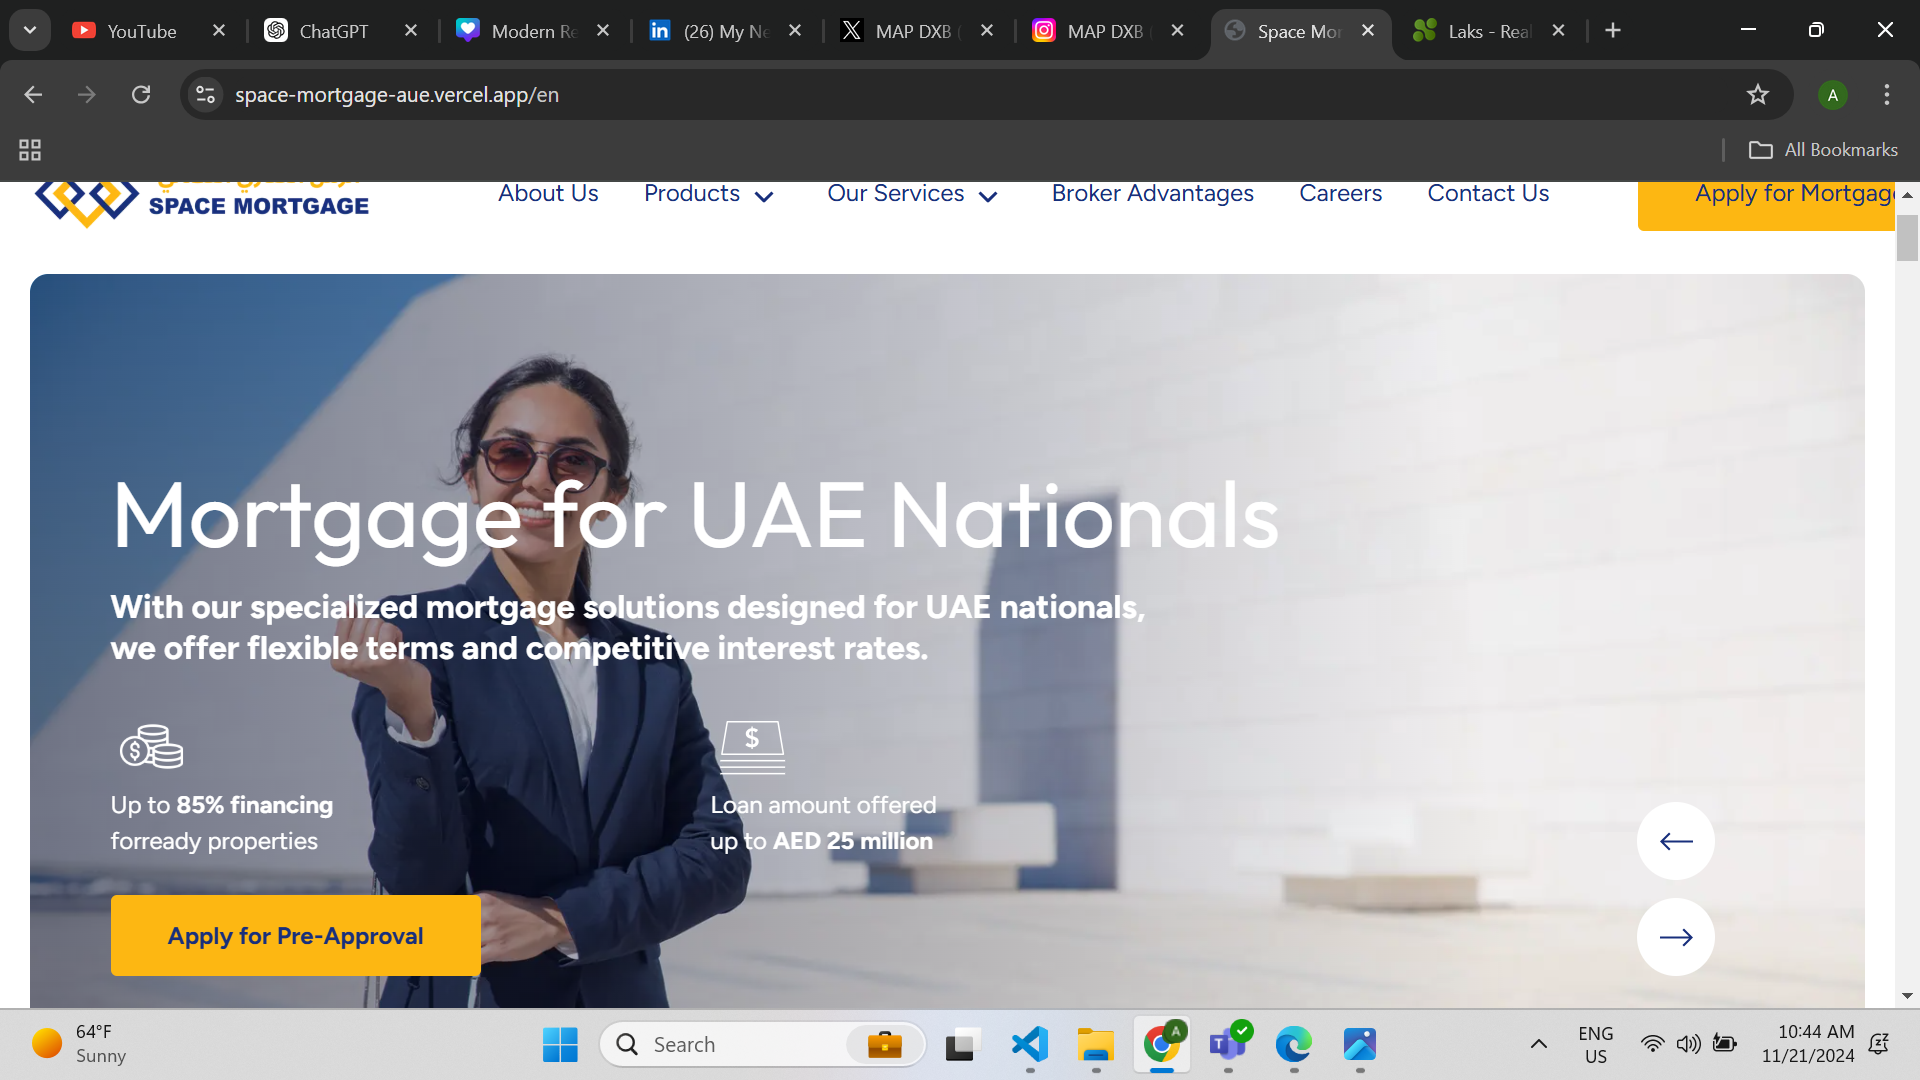 YouTube
ChatGPT
Modern Re
(26) My Ne
MAP DXB (
MAP DXB (
Space Mor
Laks - Real
space-mortgage-aue.vercel.app/en
A
All Bookmarks
SPACE MORTGAGE
About Us
Products
Our Services
Broker Advantages
Careers
Contact Us
Apply for Mortgage
Mortgage for UAE Nationals
With our specialized mortgage solutions designed for UAE nationals,
we offer flexible terms and competitive interest rates.
Up to 85% financing
forready properties
$
Loan amount offered
up to AED 25 million
Apply for Pre-Approval
64°F
Sunny
Search
ENG
US
10:44 AM
11/21/2024